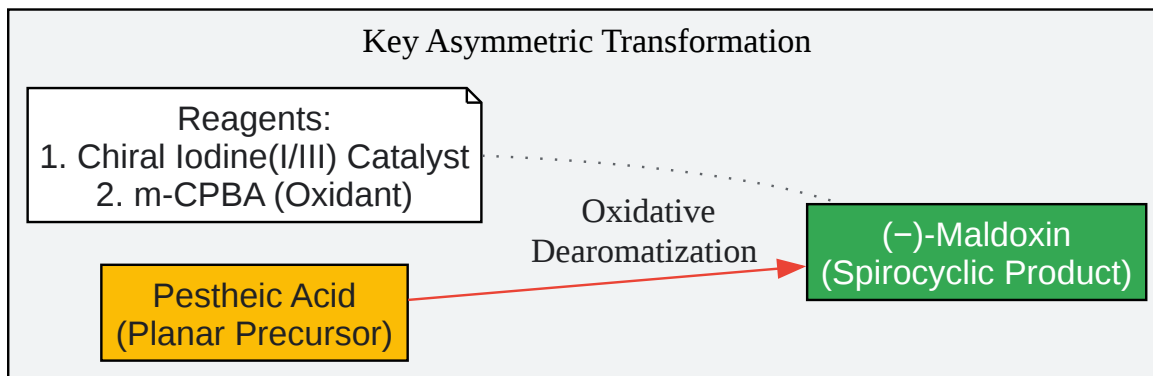 Key Asymmetric Transformation
Reagents:
1. Chiral Iodine(I/III) Catalyst
2. m-CPBA (Oxidant)
Oxidative
Dearomatization
(−)-Maldoxin
(Spirocyclic Product)
Pestheic Acid
(Planar Precursor)